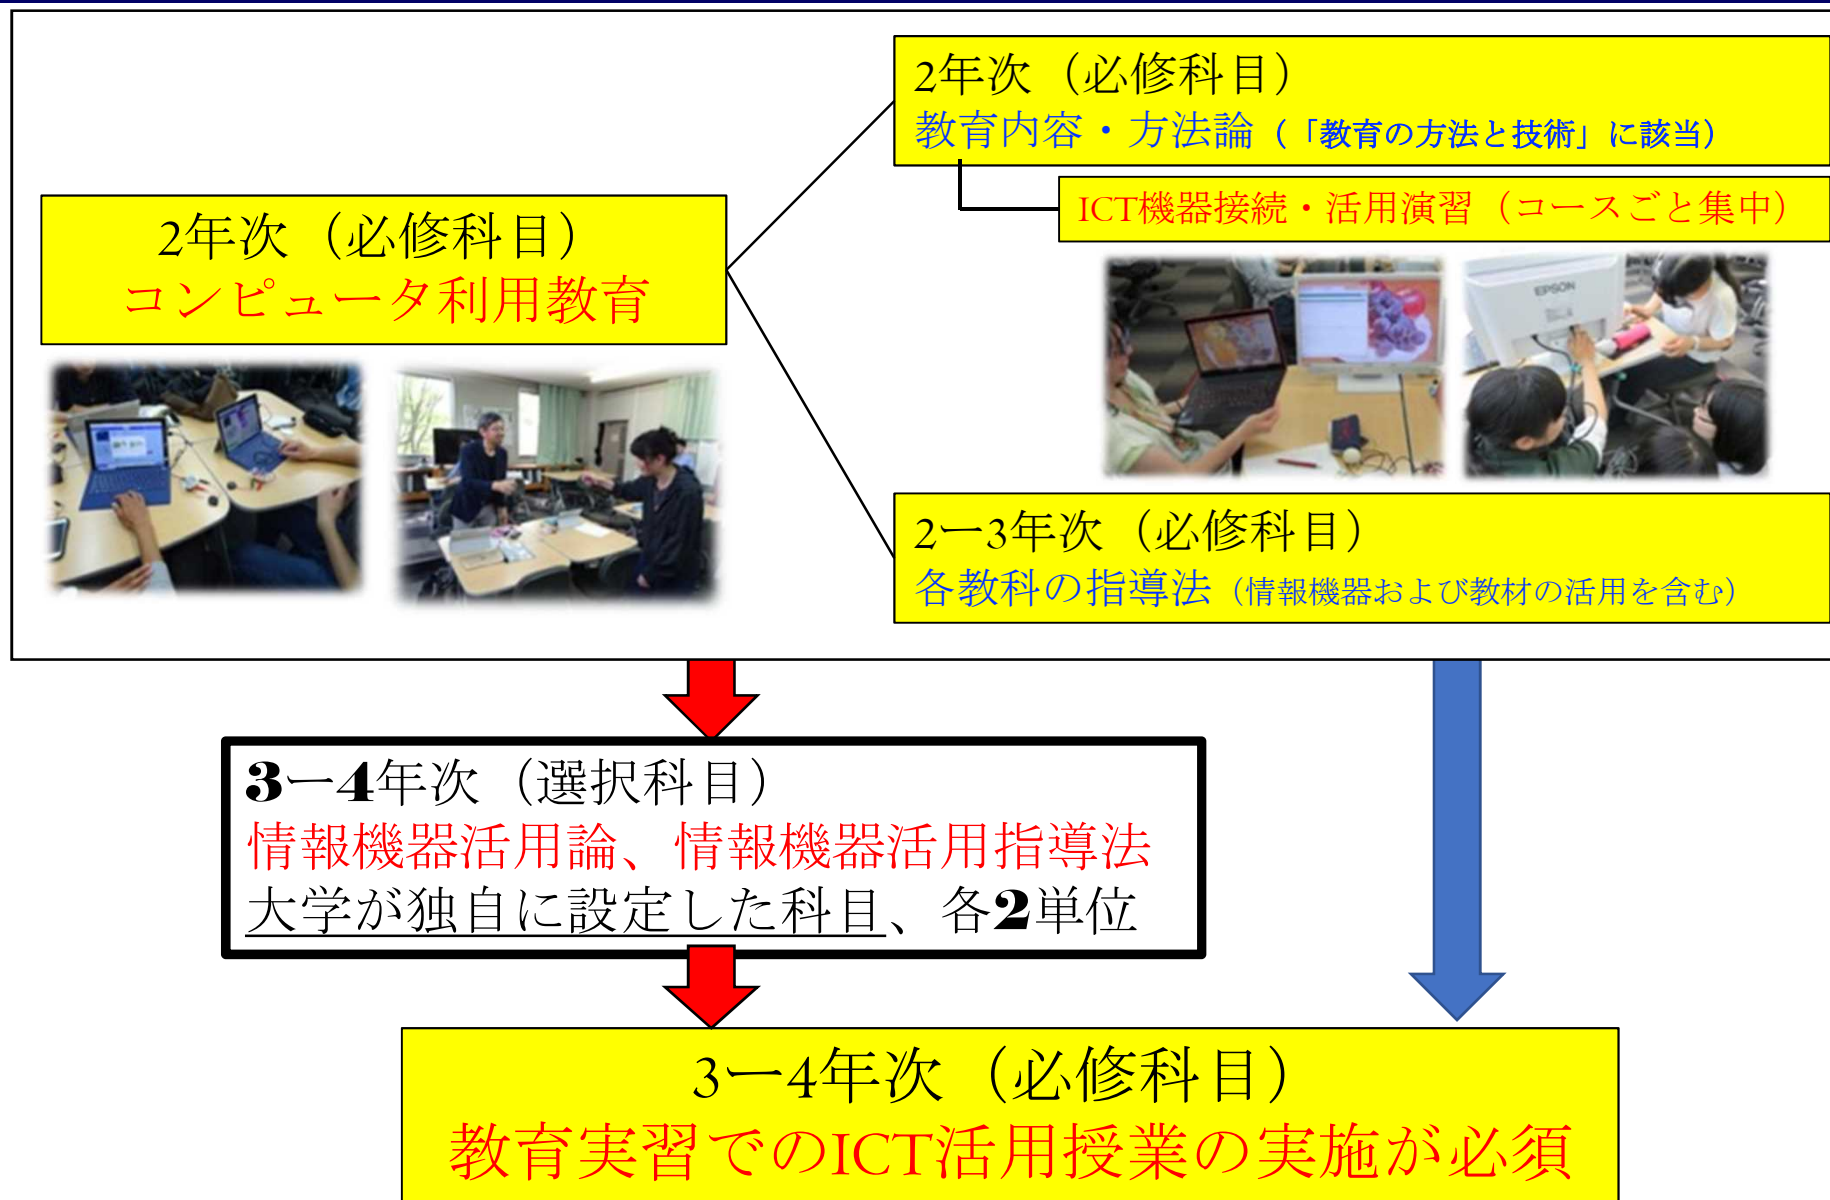 2年次（必修科目）
コンピュータ利用教育
2年次（必修科目）
教育内容・方法論（「教育の方法と技術」に該当）
ICT機器接続・活用演習（コースごと集中）
EPSON
2ー3年次（必修科目）
各教科の指導法（情報機器および教材の活用を含む）
3ー4年次（選択科目）
情報機器活用論、情報機器活用指導法
大学が独自に設定した科目、各2単位
3ー4年次（必修科目）
教育実習でのICT活用授業の実施が必須